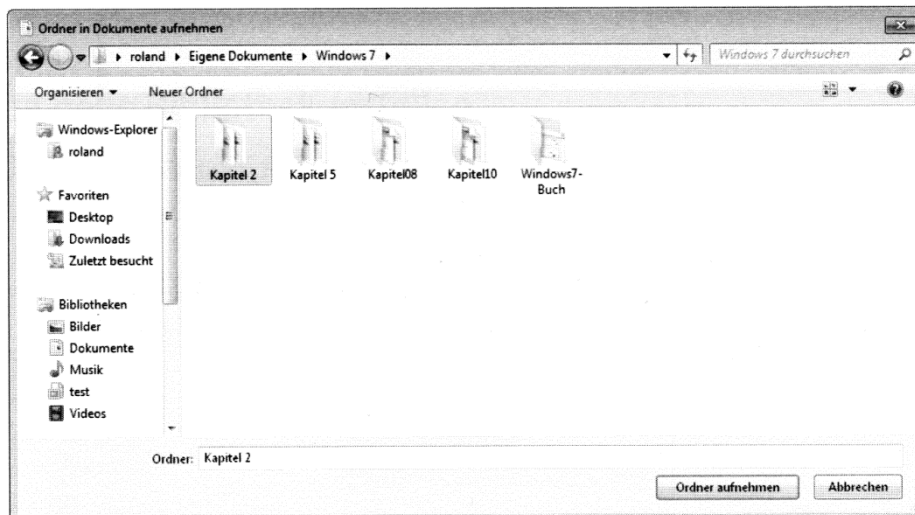 Ordner in Dokumente aufnehmen
roland Eigene Dokumente Windows 7
Windows 7 durchsuchen
Organisieren Neuer Ordner
Windows-Explorer
roland
Favoriten
Desktop
Downloads
Zuletzt besucht
Bibliotheken
Bilder
Dokumente
Musik
test
Videos
Kapitel 2 Kapitel 5 Kapitel08 Kapitel10 Windows7-
Buch
Ordner: Kapitel 2
Ordner aufnehmen Abbrechen